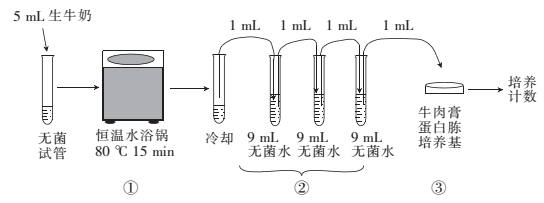 5 mL 生牛奶
1 mL 1 mL 1 mL 1 mL
无菌
试管
恒温水浴锅
80 ℃ 15 min
冷却
9 mL
无菌水
9 mL
无菌水
9 mL
无菌水
牛肉膏
蛋白胨
培养基
培养
计数
① ② ③